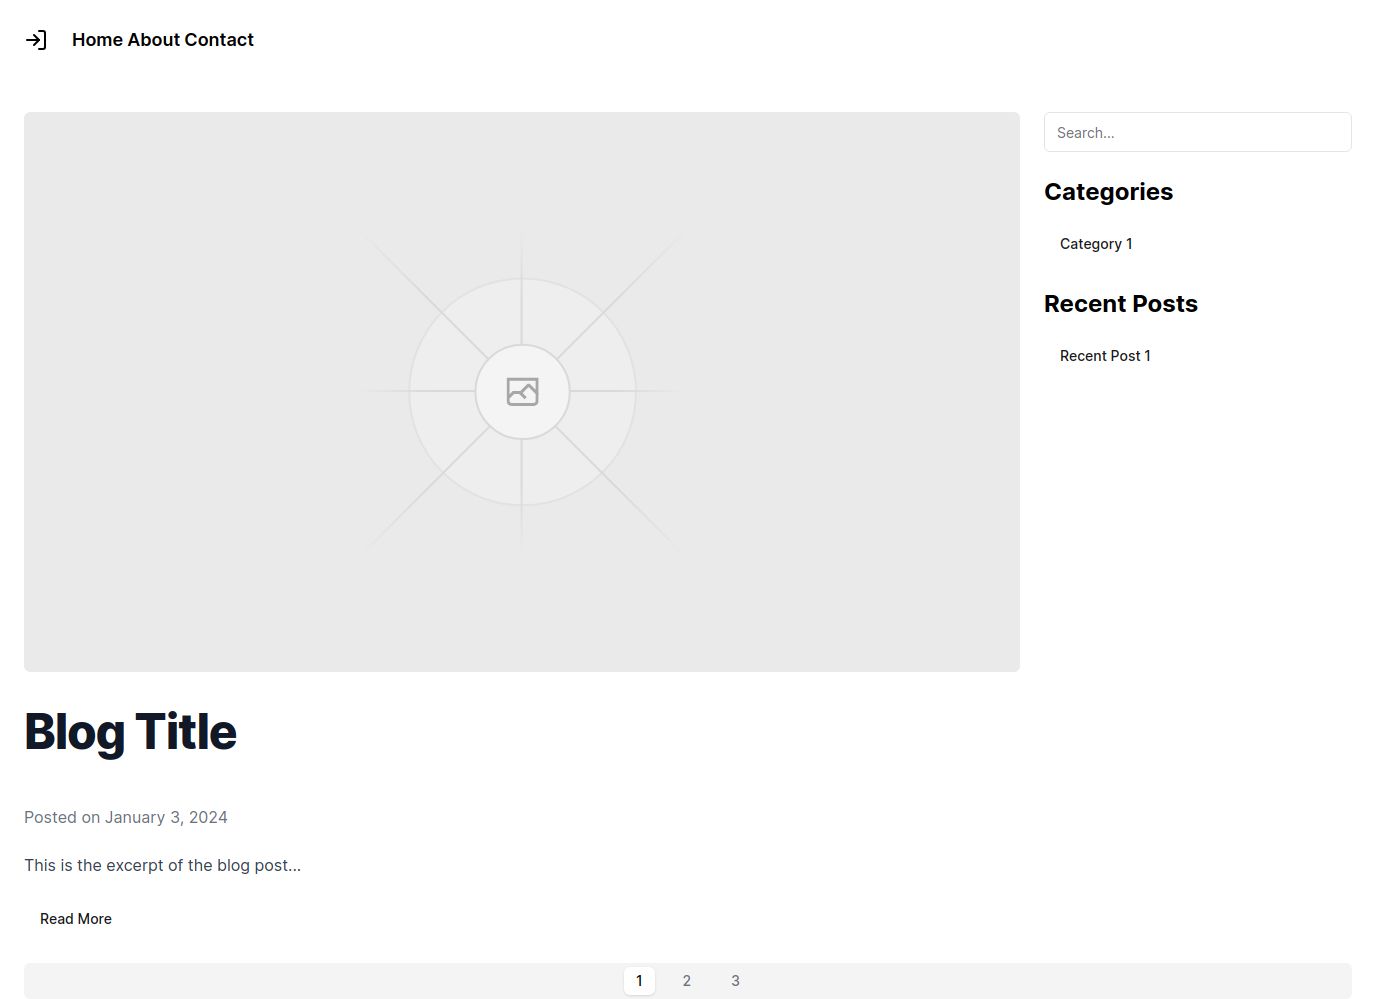 Home About Contact
Search...
Categories
Category 1
Recent Posts
Recent Post 1
Blog Title
Posted on January 3, 2024
This is the excerpt of the blog post...
Read More
1 2 3